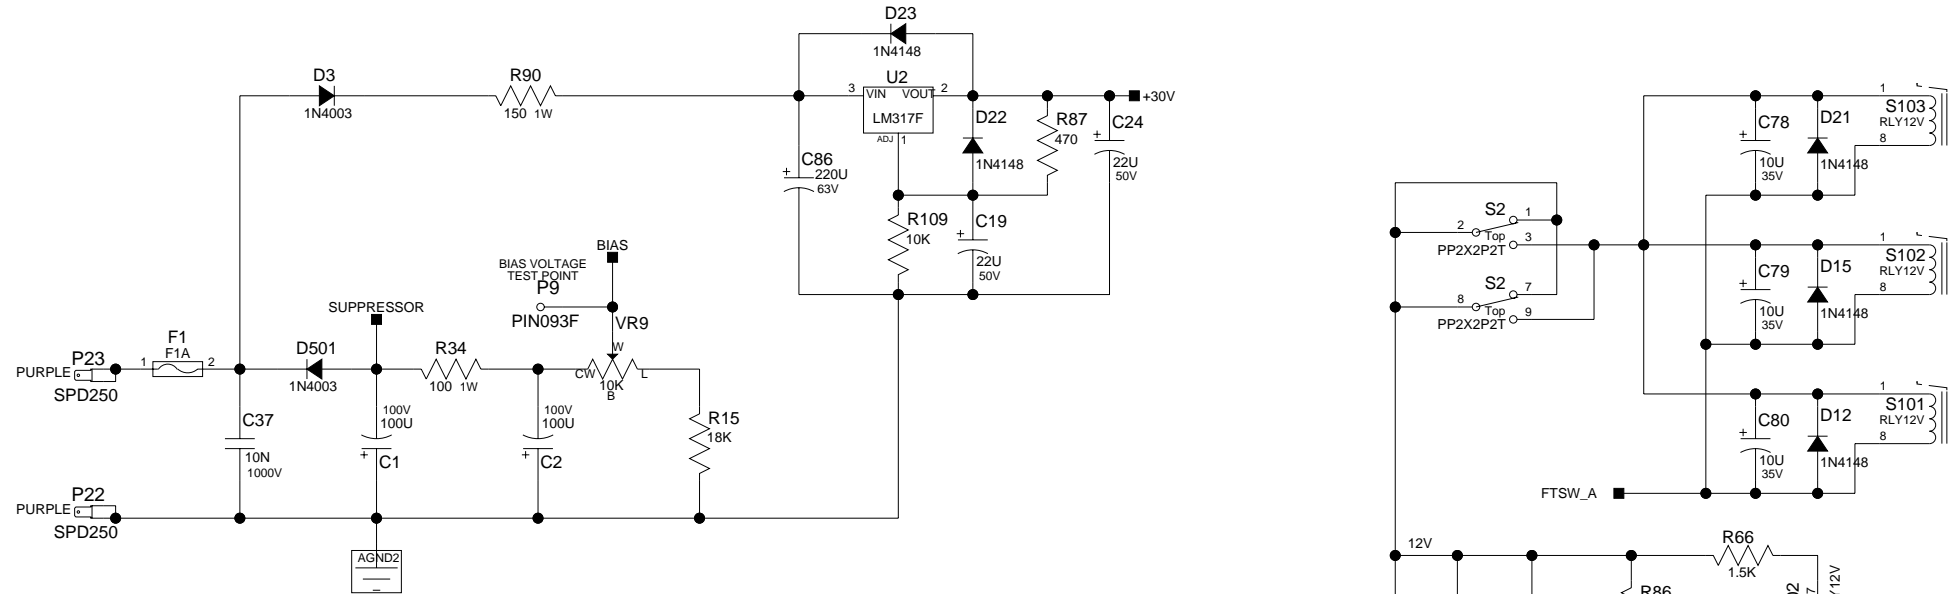 D23
1N4148
D3
1N4003
R90
150 1W
U2
3 VIN VOUT 2
LM317F
ADJ 1
+30V
D22
1N4148
R87
470
C24
+
22U
50V
C86
+
220U
63V
R109
10K
C19
+
22U
50V
BIAS
BIAS VOLTAGE
TEST POINT
P9
PIN093F
VR9
W
CW 10K L
B
SUPPRESSOR
F1
F1A
1 2
P23
PURPLE
SPD250
D501
1N4003
R34
100 1W
C37
10N
1000V
100V
100U
+
C1
100V
100U
+
C2
R15
18K
P22
PURPLE
SPD250
AGND2
S2
2 1
Top
3
PP2X2P2T
S2
8 7
Top
9
PP2X2P2T
C78
+
10U
35V
D21
1N4148
1
S103
RLY12V
8
C79
+
10U
35V
D15
1N4148
1
S102
RLY12V
8
C80
+
10U
35V
D12
1N4148
1
S101
RLY12V
8
FTSW_A
12V
R66
1.5K
R86